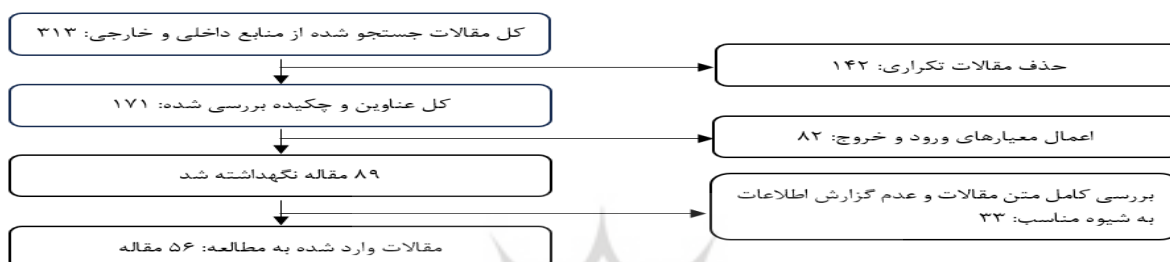 کل مقالات جستجو شده از منابع داخلی و خارجی: ۳۱۳
حذف مقالات تکراری: ۱۴۲
کل عناوین و چکیده بررسی شده: ۱۷۱
اعمال معیارهای ورود و خروج: ۸۲
۸۹ مقاله نگهداشته شد
بررسی کامل متن مقالات و عدم گزارش اطلاعات
به شیوه مناسب: ۳۳
مقالات وارد شده به مطالعه: ۵۶ مقاله